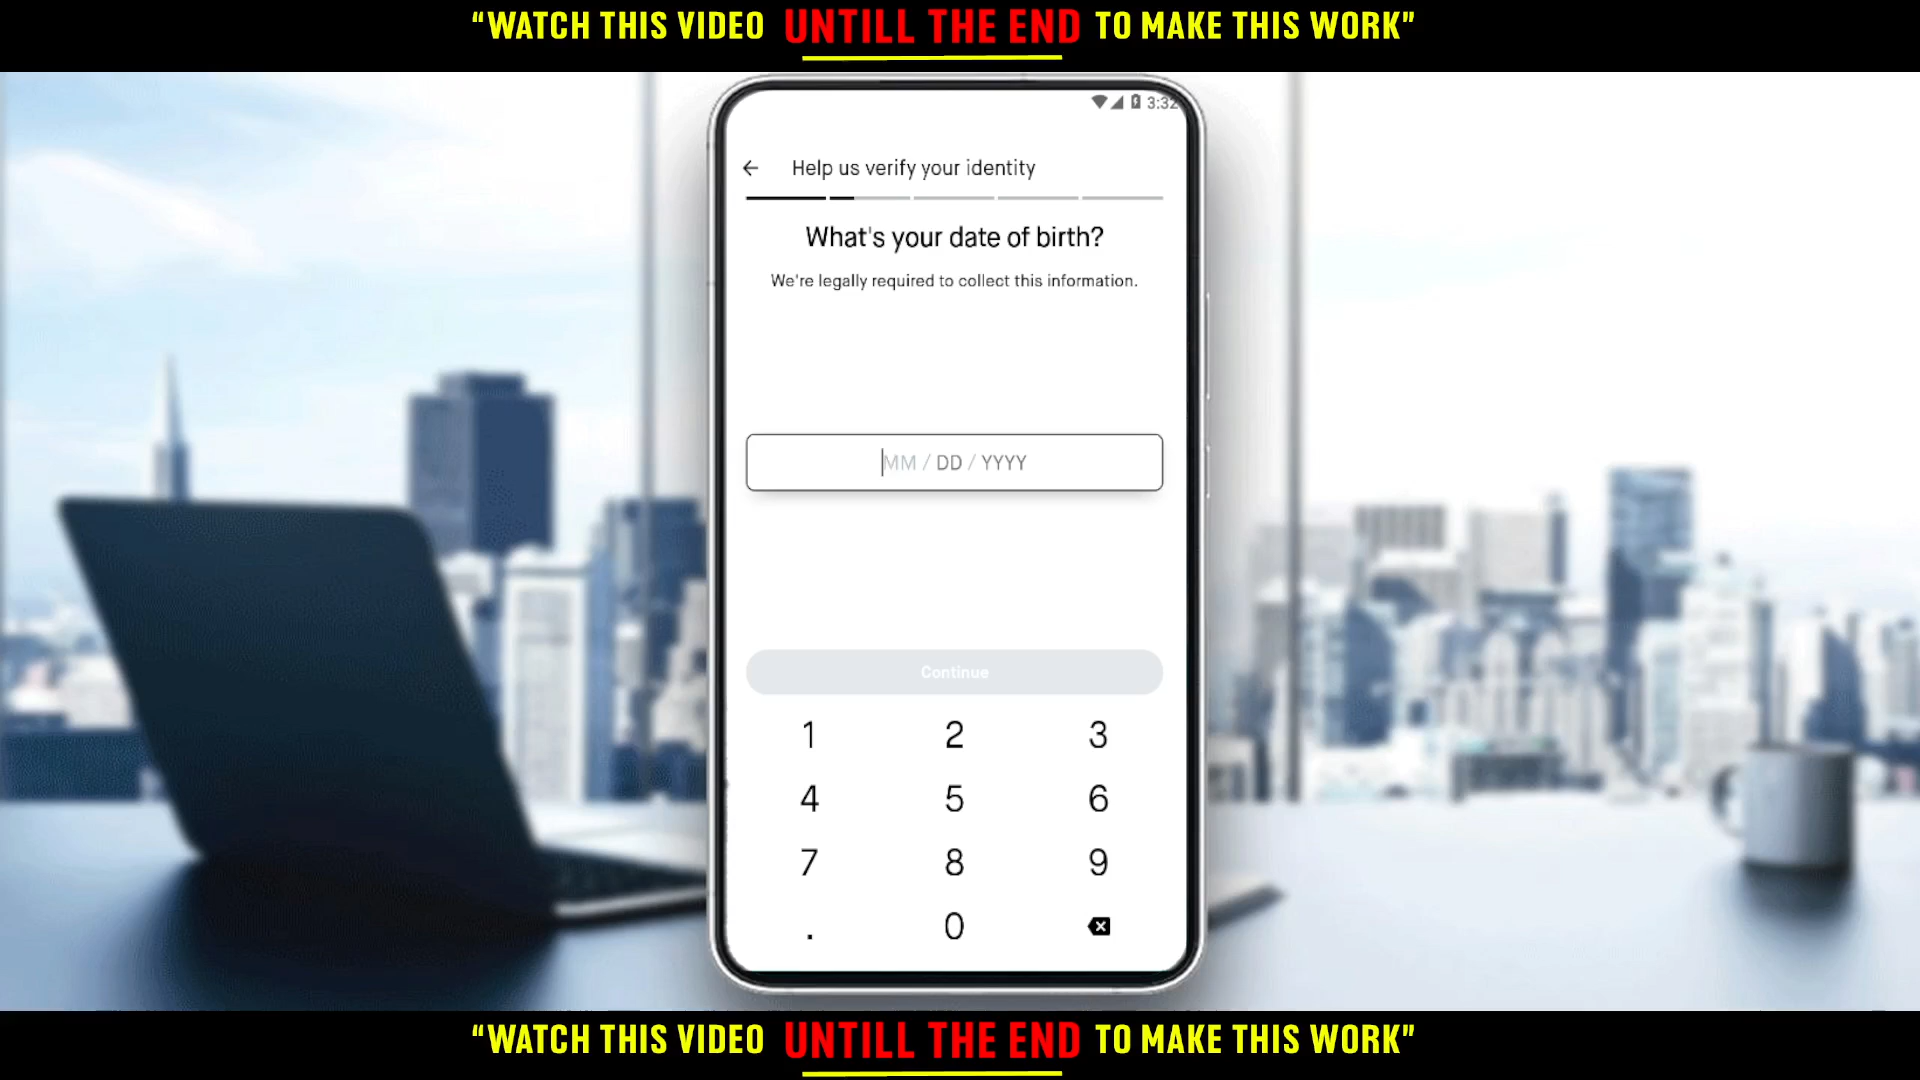 “WATCH THIS VIDEO UNTILL THE END TO MAKE THIS WORK”
3:32
Help us verify your identity
What's your date of birth?
We're legally required to collect this information.
MM / DD / YYYY
Continue
1 2 3
4 5 6
7 8 9
. 0
“WATCH THIS VIDEO UNTILL THE END TO MAKE THIS WORK”